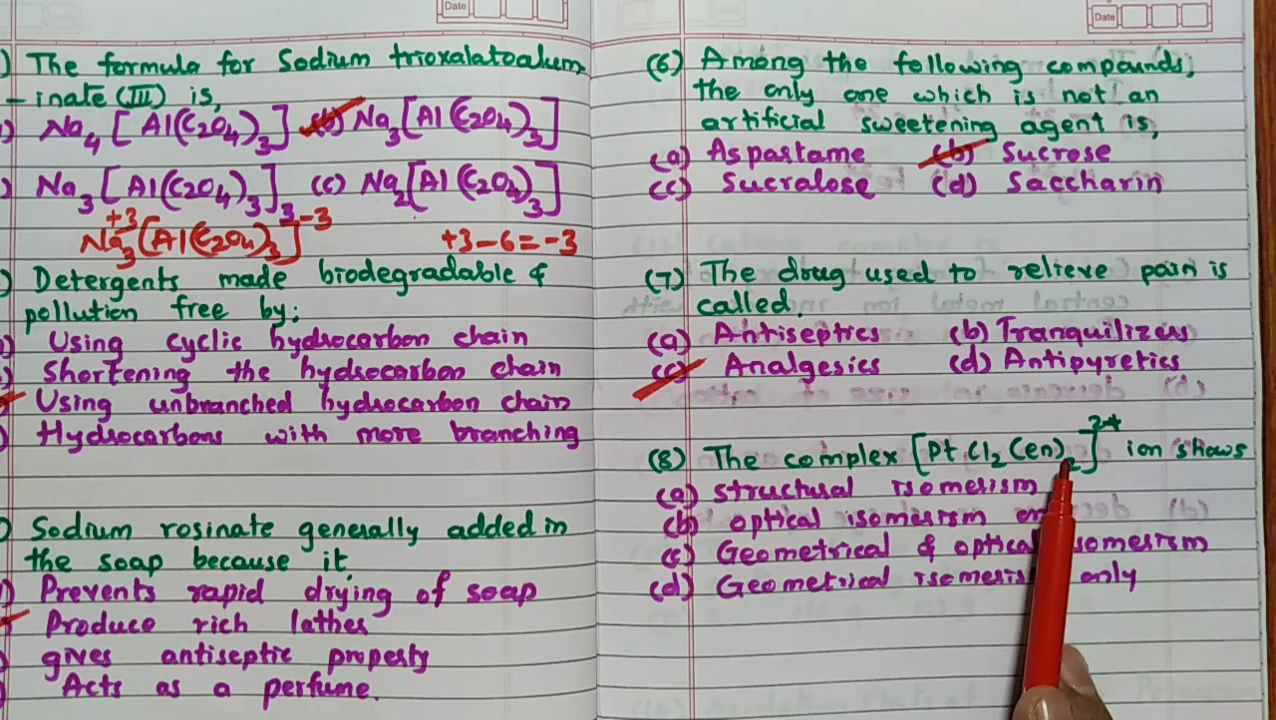 Date
) The formula for Sodium trioxalatoalum
-inate (III) is,
) Na4 [Al(C2O4)3] (b) Na3[Al(C2O4)3]
) Na3[Al(C2O4)3]3 (c) Na2[Al(C2O4)3]
+3 -3
Na3[Al(C2O4)3] +3-6=-3
) Detergents made biodegradable &
pollution free by;
) Using cyclic hydrocarbon chain
) Shortening the hydrocarbon chain
Using unbranched hydrocarbon chain
) Hydrocarbons with more branching
) Sodium rosinate generally added in
the soap because it
) Prevents rapid drying of soap
Produce rich lather
) gives antiseptic property
) Acts as a perfume.
Date
(6) Among the following compounds,
the only one which is not an
artificial sweetening agent is,
(a) Aspartame (b) Sucrose
(c) Sucralose (d) Saccharin
(7) The drug used to relieve pain is
called.
(a) Antiseptics (b) Tranquilizers
(c) Analgesics (d) Antipyretics
(8) The complex [Pt Cl2 (en)2]2+ ion shows
(a) Structural isomerism
(b) optical isomerism
(c) Geometrical & optical isomerism
(d) Geometrical isomeris only